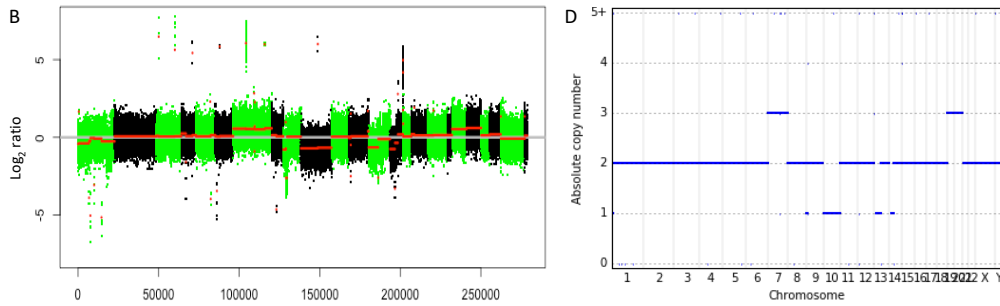 B
Log2 ratio
5
0
-5
0 50000 100000 150000 200000 250000
D
Absolute copy number
5+
4
3
2
1
0
1 2 3 4 5 6 7 8 9 10 11 12 13 14 15 16 17 18 19 20 21 22 X Y
Chromosome